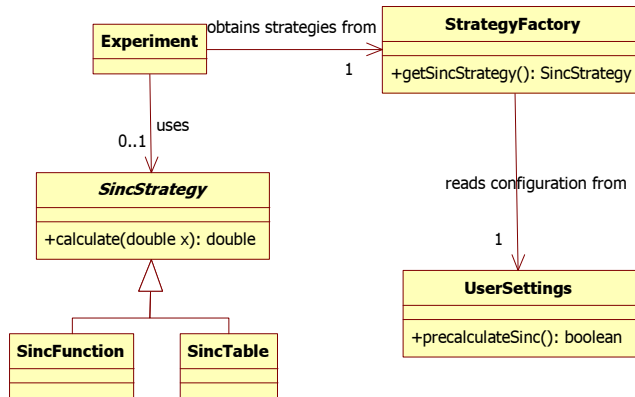 Experiment
obtains strategies from
1
StrategyFactory
+getSincStrategy(): SincStrategy
uses
0..1
SincStrategy
+calculate(double x): double
reads configuration from
1
UserSettings
+precalculateSinc(): boolean
SincFunction
SincTable